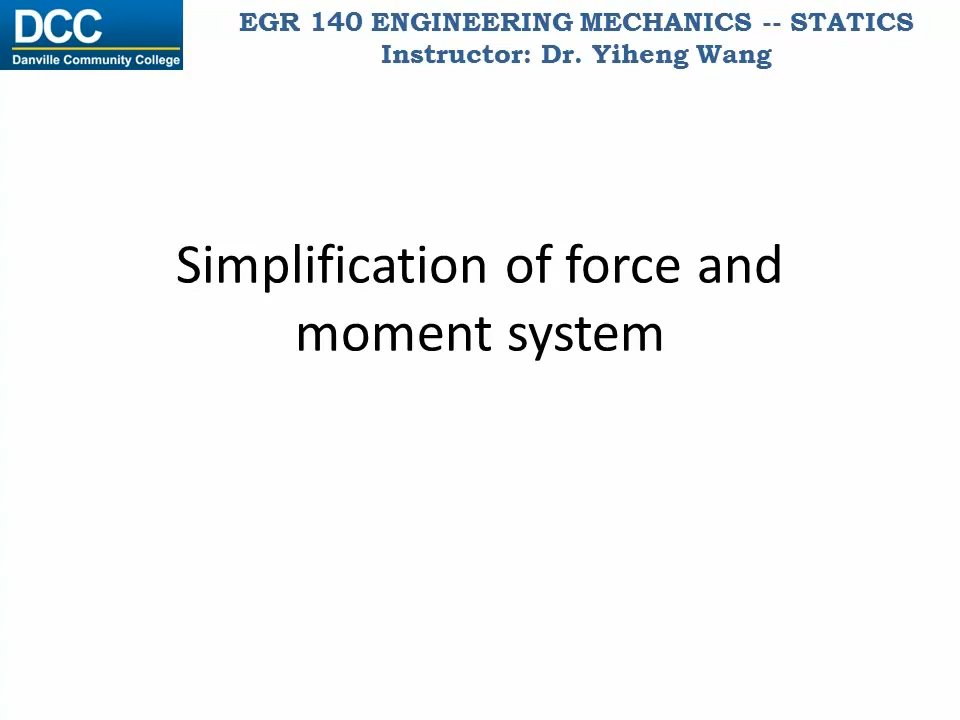 DCC
Danville Community College
EGR 140 ENGINEERING MECHANICS -- STATICS
Instructor: Dr. Yiheng Wang
Simplification of force and
moment system